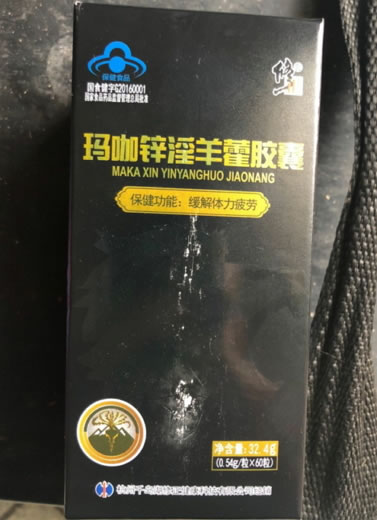 保健食品
国食健字G20160001
国家食品药品监督管理总局批准
修正
玛咖锌淫羊藿胶囊
MAKA XIN YINYANGHUO JIAONANG
保健功能：缓解体力疲劳
净含量：32.4g
(0.54g/粒×60粒)